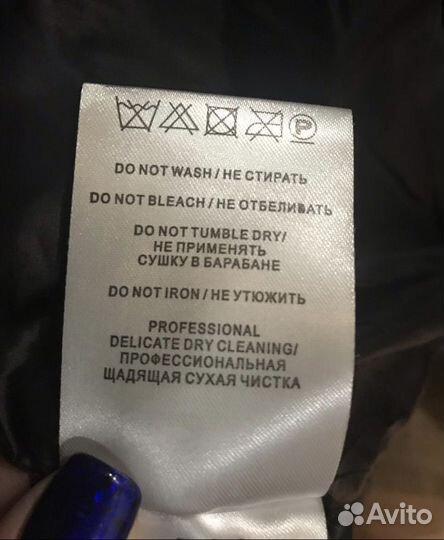 DO NOT WASH / НЕ СТИРАТЬ
DO NOT BLEACH / НЕ ОТБЕЛИВАТЬ
DO NOT TUMBLE DRY/
НЕ ПРИМЕНЯТЬ
СУШКУ В БАРАБАНЕ
DO NOT IRON / НЕ УТЮЖИТЬ
PROFESSIONAL
DELICATE DRY CLEANING/
ПРОФЕССИОНАЛЬНАЯ
ЩАДЯЩАЯ СУХАЯ ЧИСТКА
Avito